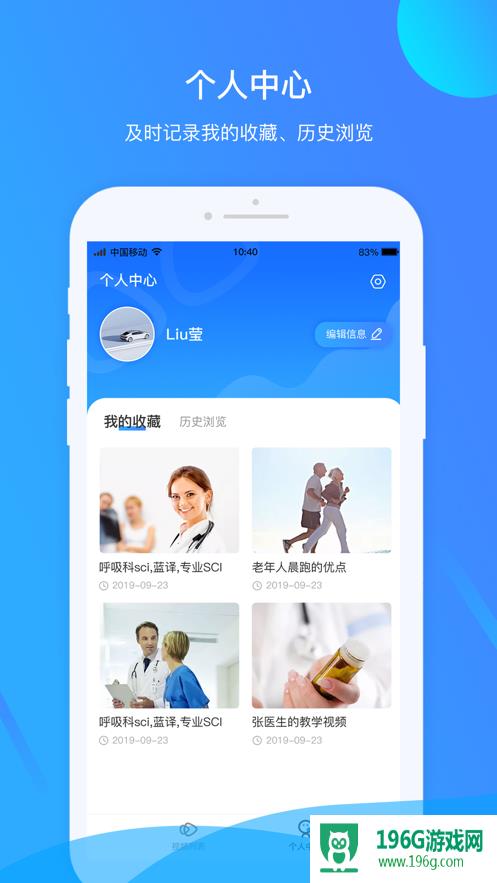 个人中心
及时记录我的收藏、历史浏览
中国移动 10:40 83%
个人中心
Liu莹
编辑信息
我的收藏 历史浏览
呼吸科sci,蓝译,专业SCI 老年人晨跑的优点
2019-09-23 2019-09-23
呼吸科sci,蓝译,专业SCI 张医生的教学视频
2019-09-23 2019-09-23
视频列表 个人中
196G游戏网
www.196g.com